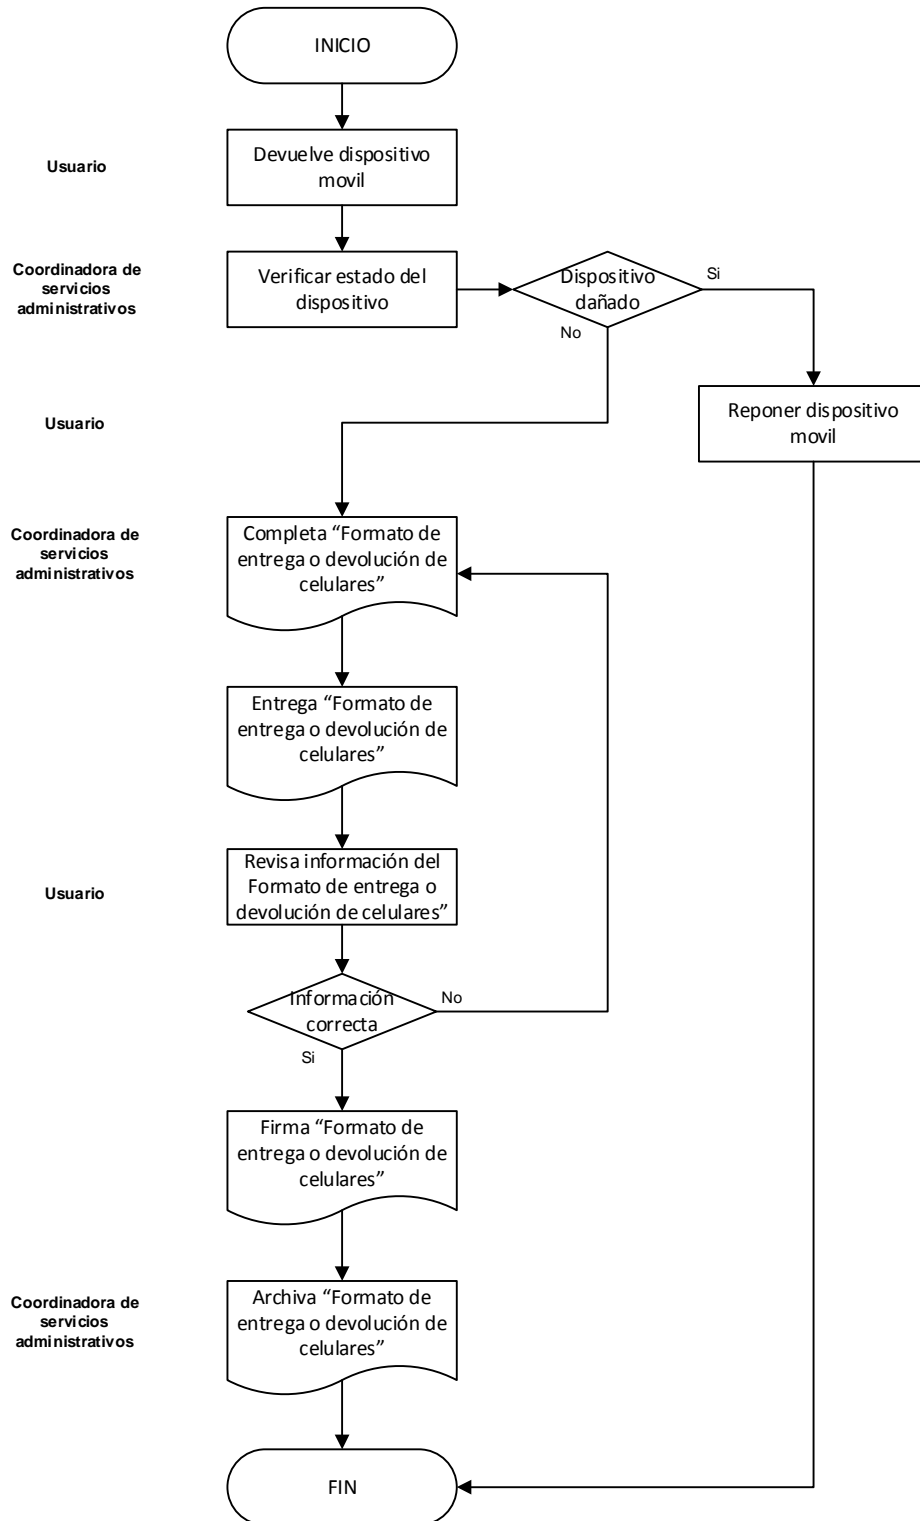 INICIO
Usuario
Devuelve dispositivo
movil
Coordinadora de
servicios
administrativos
Verificar estado del
dispositivo
Dispositivo
dañado
Si
No
Usuario
Reponer dispositivo
movil
Coordinadora de
servicios
administrativos
Completa “Formato de
entrega o devolución de
celulares”
Entrega “Formato de
entrega o devolución de
celulares”
Usuario
Revisa información del
Formato de entrega o
devolución de celulares”
Información
correcta
No
Si
Firma “Formato de
entrega o devolución de
celulares”
Coordinadora de
servicios
administrativos
Archiva “Formato de
entrega o devolución de
celulares”
FIN